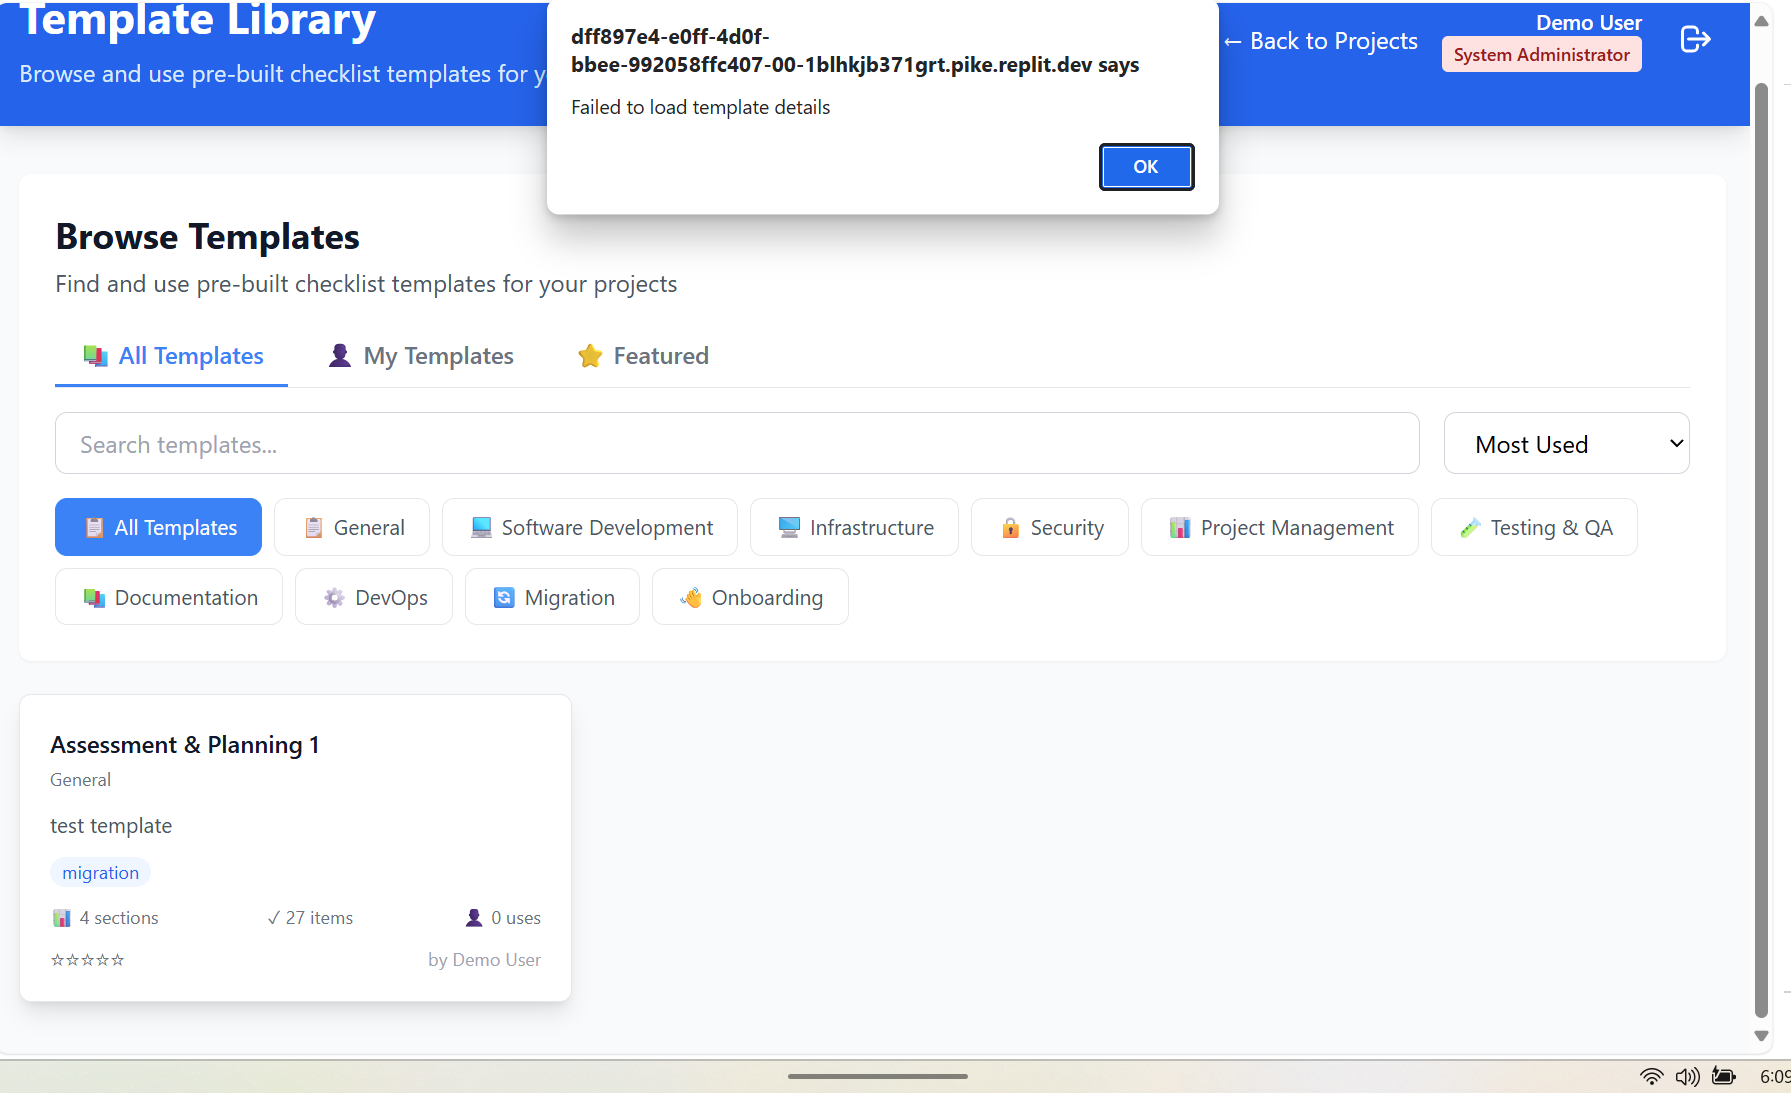 Template Library
Browse and use pre-built checklist templates for
dff897e4-e0ff-4d0f-
bbee-992058ffc407-00-1blhkjb371grt.pike.replit.dev says
Failed to load template details
OK
← Back to Projects
Demo User
System Administrator
Browse Templates
Find and use pre-built checklist templates for your projects
All Templates
My Templates
Featured
Search templates...
Most Used
All Templates
General
Software Development
Infrastructure
Security
Project Management
Testing & QA
Documentation
DevOps
Migration
Onboarding
Assessment & Planning 1
General
test template
migration
4 sections
✓ 27 items
0 uses
☆☆☆☆☆
by Demo User
6:09